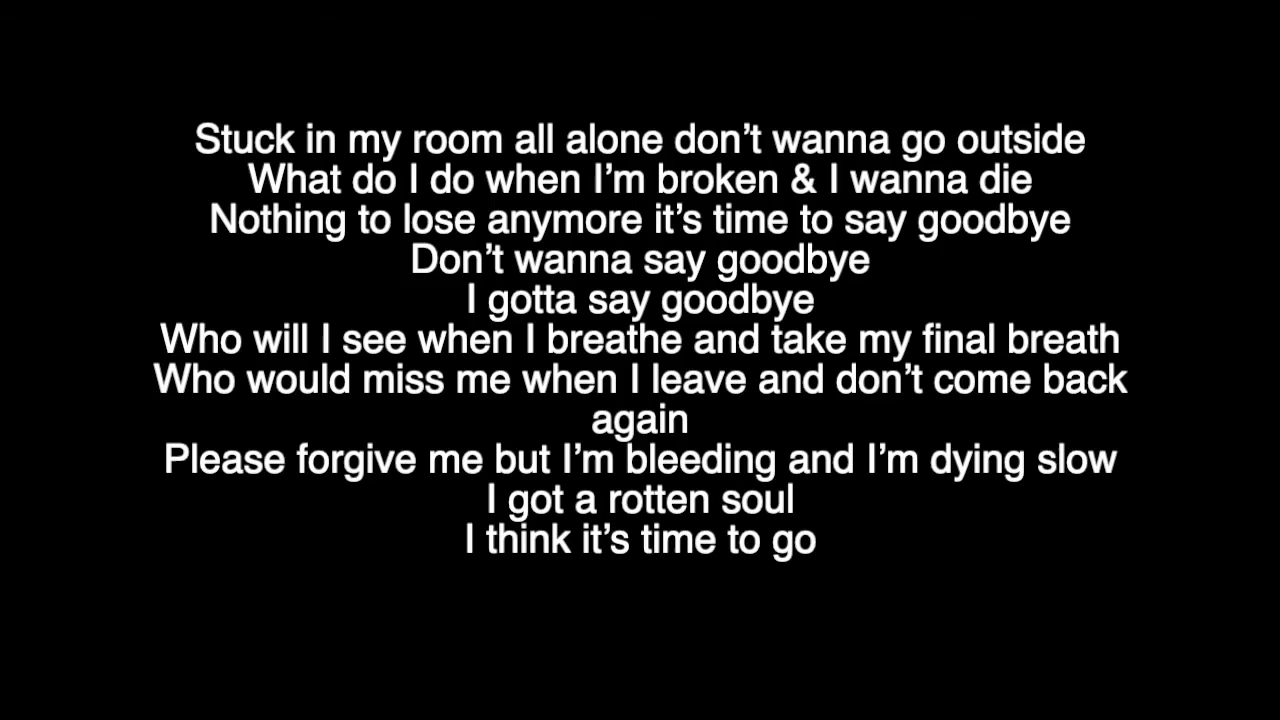 Stuck in my room all alone don’t wanna go outside
What do I do when I’m broken & I wanna die
Nothing to lose anymore it’s time to say goodbye
Don’t wanna say goodbye
I gotta say goodbye
Who will I see when I breathe and take my final breath
Who would miss me when I leave and don’t come back
again
Please forgive me but I’m bleeding and I’m dying slow
I got a rotten soul
I think it’s time to go